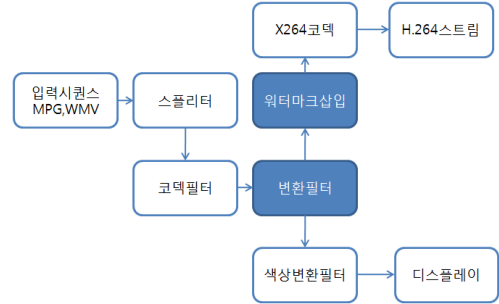 X264코덱
H.264스트림
입력시퀀스
MPG,WMV
스플리터
워터마크삽입
코덱필터
변환필터
색상변환필터
디스플레이